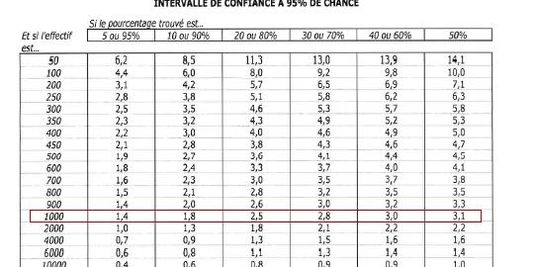 INTERVALLE DE CONFIANCE A 95% DE CHANCE
Si le pourcentage trouvé est...
Et si l'effectif est... 5 ou 95% 10 ou 90% 20 ou 80% 30 ou 70% 40 ou 60% 50%
50 6,2 8,5 11,3 13,0 13,9 14,1
100 4,4 6,0 8,0 9,2 9,8 10,0
200 3,1 4,2 5,7 6,5 6,9 7,1
250 2,8 3,8 5,1 5,8 6,2 6,3
300 2,5 3,5 4,6 5,3 5,7 5,8
350 2,3 3,2 4,3 4,9 5,2 5,3
400 2,2 3,0 4,0 4,6 4,9 5,0
450 2,1 2,8 3,8 4,3 4,6 4,7
500 1,9 2,7 3,6 4,1 4,4 4,5
600 1,8 2,4 3,3 3,7 4,0 4,1
700 1,6 2,3 3,0 3,5 3,7 3,8
800 1,5 2,1 2,8 3,2 3,5 3,5
900 1,4 2,0 2,6 3,0 3,2 3,3
1000 1,4 1,8 2,5 2,8 3,0 3,1
2000 1,0 1,3 1,8 2,1 2,2 2,2
4000 0,7 0,9 1,3 1,5 1,6 1,6
6000 0,6 0,8 1,1 1,3 1,4 1,4
10000 0,4 0,6 0,8 0,9 0,9 1,0